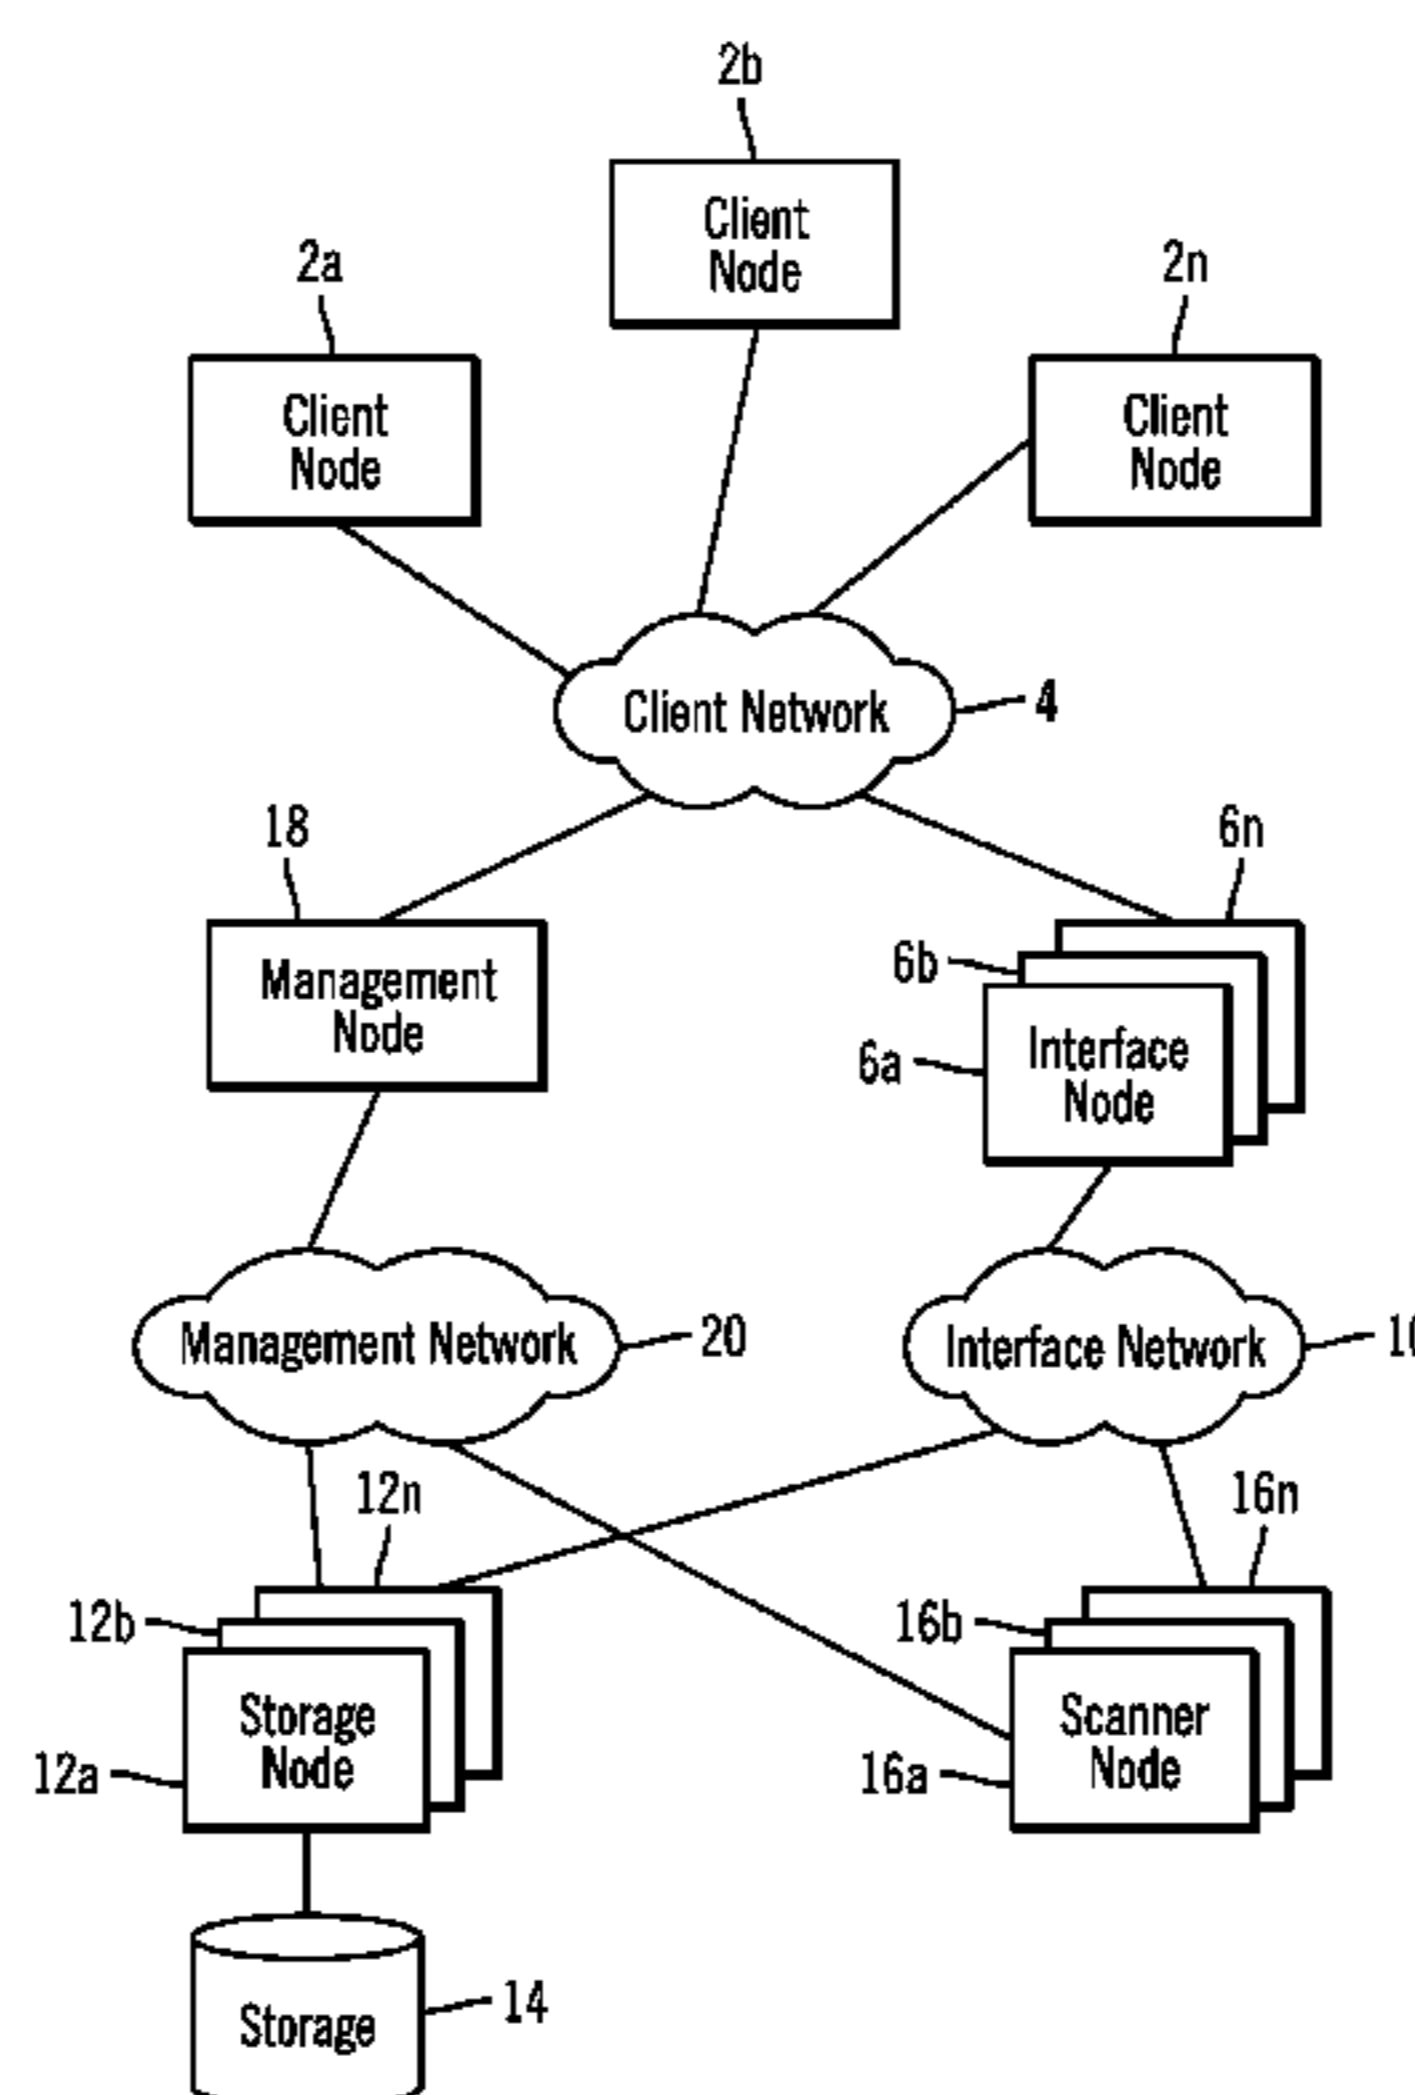 2b
Client
Node
2a
2n
Client
Node
Client
Node
Client Network
4
18
6n
Management
Node
6b
6a
Interface
Node
Management Network
20
Interface Network
12n
16n
12b
16b
Storage
Node
12a
Scanner
Node
16a
Storage
14